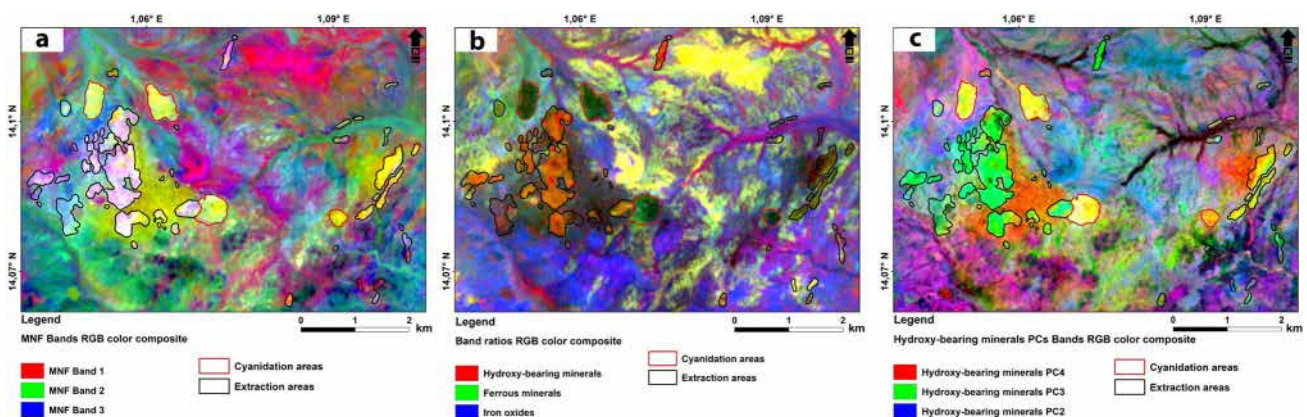 1,06° E
1,09° E
a
14,1° N
14,07° N
Legend
0 1 2
km
MNF Bands RGB color composite
MNF Band 1
MNF Band 2
MNF Band 3
Cyanidation areas
Extraction areas
1,06° E
1,09° E
b
Legend
0 1 2
km
Band ratios RGB color composite
Hydroxy-bearing minerals
Ferrous minerals
Iron oxides
Cyanidation areas
Extraction areas
1,06° E
1,09° E
c
14,1° N
14,07° N
Legend
0 1 2
km
Hydroxy-bearing minerals PCs Bands RGB color composite
Hydroxy-bearing minerals PC4
Hydroxy-bearing minerals PC3
Hydroxy-bearing minerals PC2
Cyanidation areas
Extraction areas